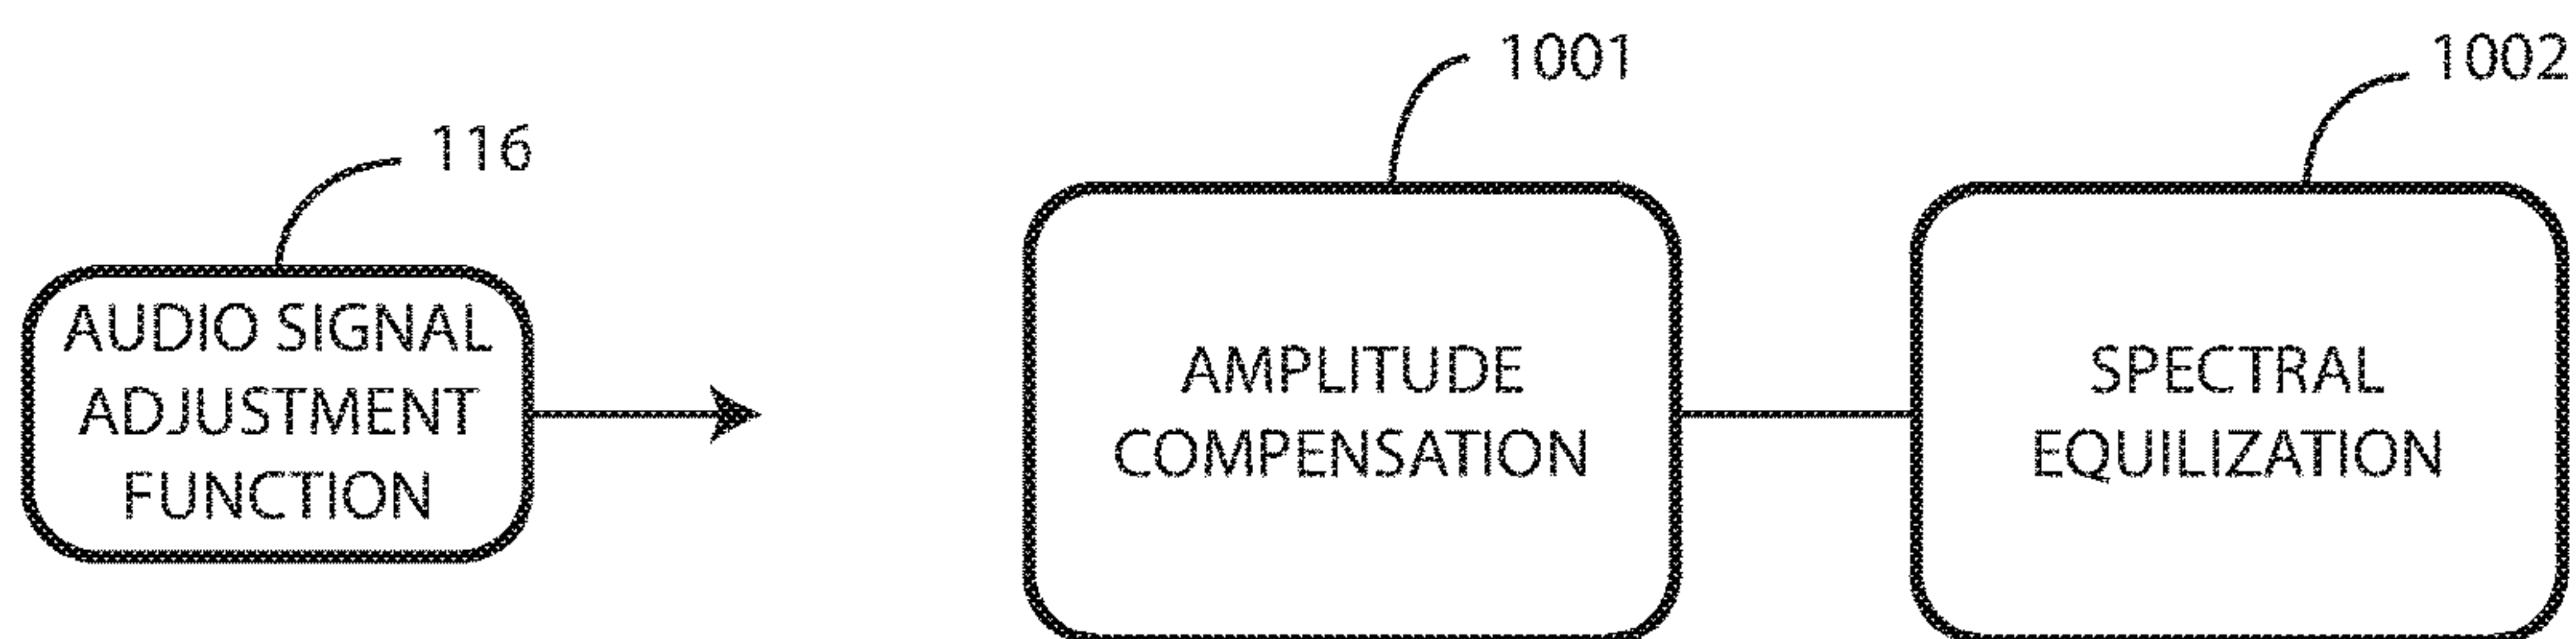 116
AUDIO SIGNAL
ADJUSTMENT
FUNCTION
1001
AMPLITUDE
COMPENSATION
1002
SPECTRAL
EQUILIZATION